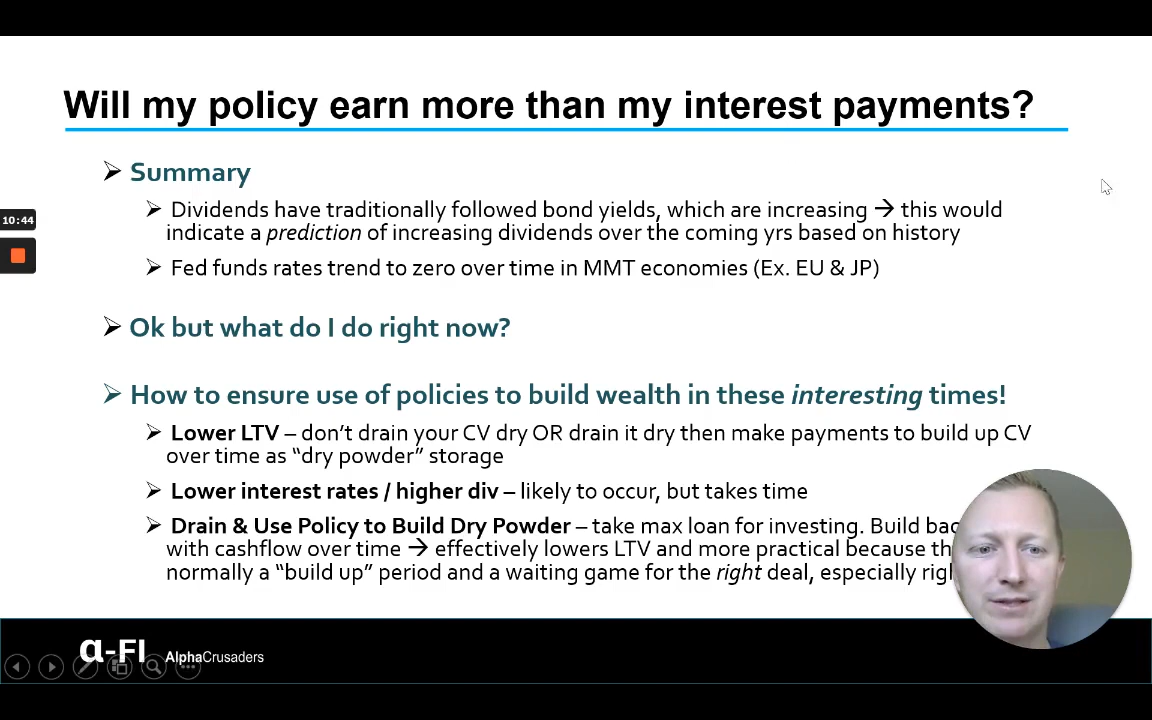 Will my policy earn more than my interest payments?
Summary
Dividends have traditionally followed bond yields, which are increasing → this would
indicate a prediction of increasing dividends over the coming yrs based on history
Fed funds rates trend to zero over time in MMT economies (Ex. EU & JP)
10:44
Ok but what do I do right now?
How to ensure use of policies to build wealth in these interesting times!
Lower LTV – don't drain your CV dry OR drain it dry then make payments to build up CV
over time as “dry powder” storage
Lower interest rates / higher div – likely to occur, but takes time
Drain & Use Policy to Build Dry Powder – take max loan for investing. Build
with cashflow over time → effectively lowers LTV and more practical because
normally a “build up” period and a waiting game for the right deal, especially
α-FI AlphaCrusaders